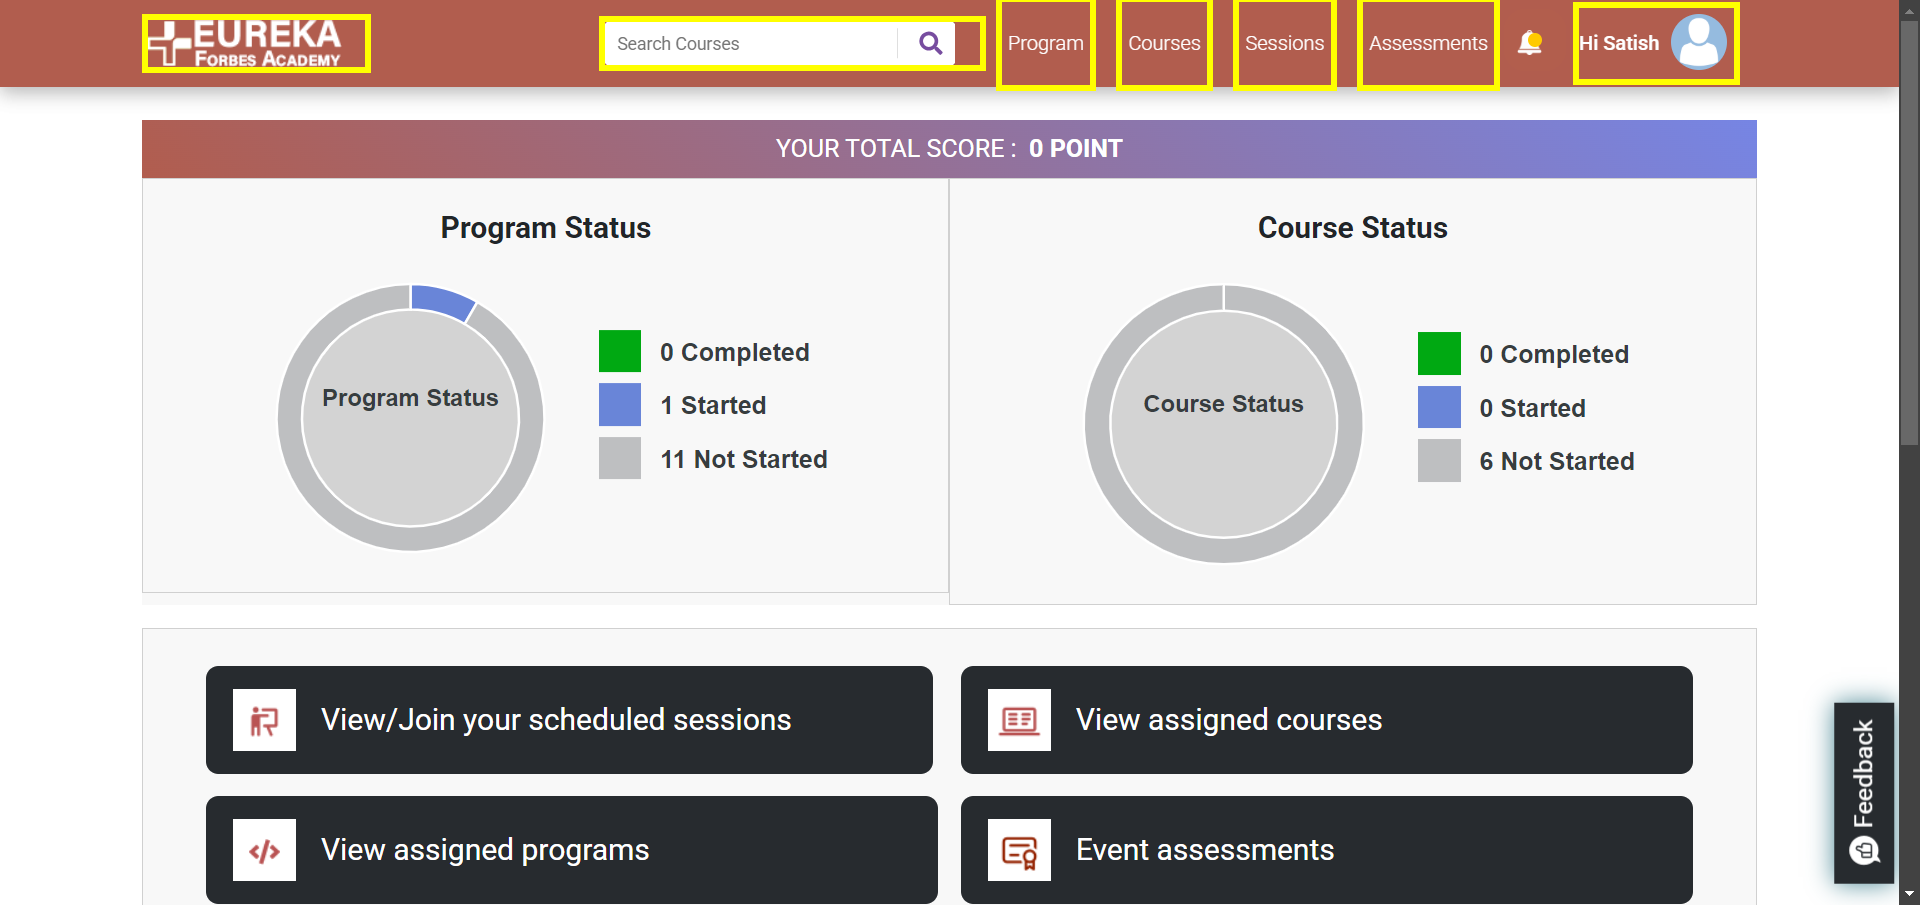 EUREKA
FORBES ACADEMY
Search Courses
Program
Courses
Sessions
Assessments
Hi Satish
YOUR TOTAL SCORE : 0 POINT
Program Status
Program Status
0 Completed
1 Started
11 Not Started
Course Status
Course Status
0 Completed
0 Started
6 Not Started
View/Join your scheduled sessions
View assigned courses
View assigned programs
Event assessments
Feedback